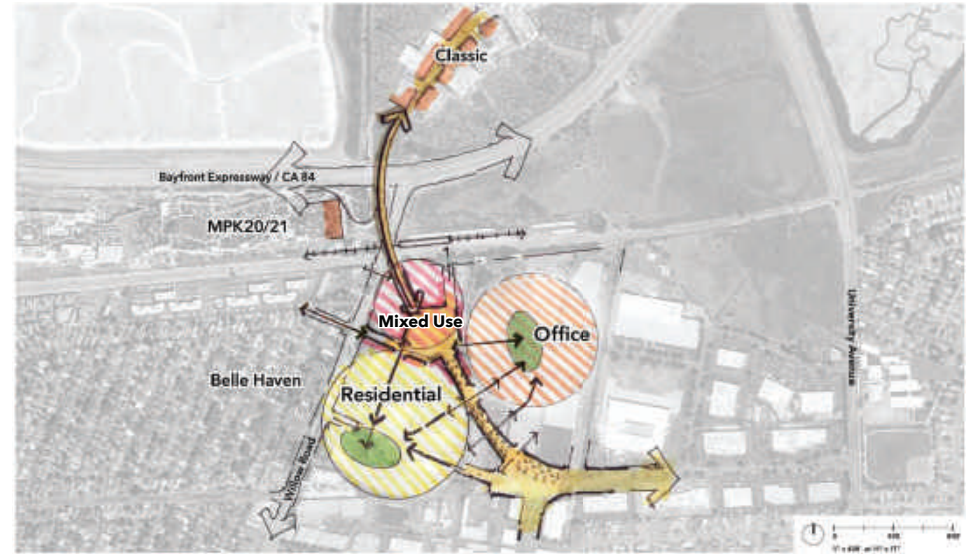 Classic
Bayfront Expressway / CA 84
MPK20/21
Mixed Use
Office
Belle Haven
Residential
Willow Road
University Avenue